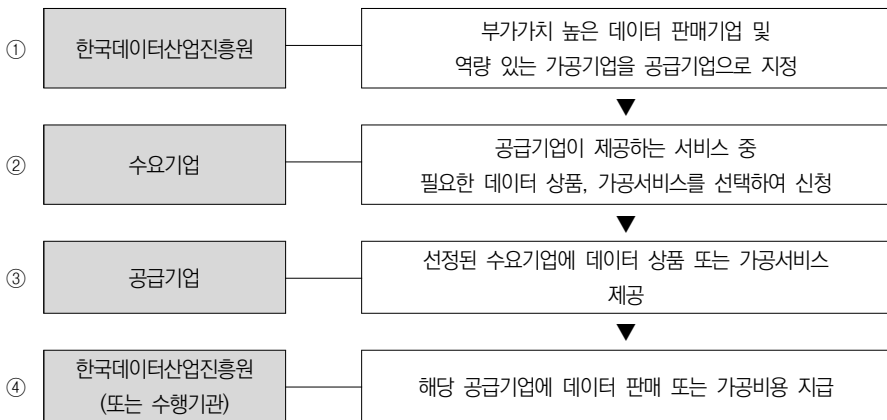 ① 한국데이터산업진흥원
부가가치 높은 데이터 판매기업 및
역량 있는 가공기업을 공급기업으로 지정
▼
② 수요기업
공급기업이 제공하는 서비스 중
필요한 데이터 상품, 가공서비스를 선택하여 신청
▼
③ 공급기업
선정된 수요기업에 데이터 상품 또는 가공서비스
제공
▼
④ 한국데이터산업진흥원
(또는 수행기관)
해당 공급기업에 데이터 판매 또는 가공비용 지급